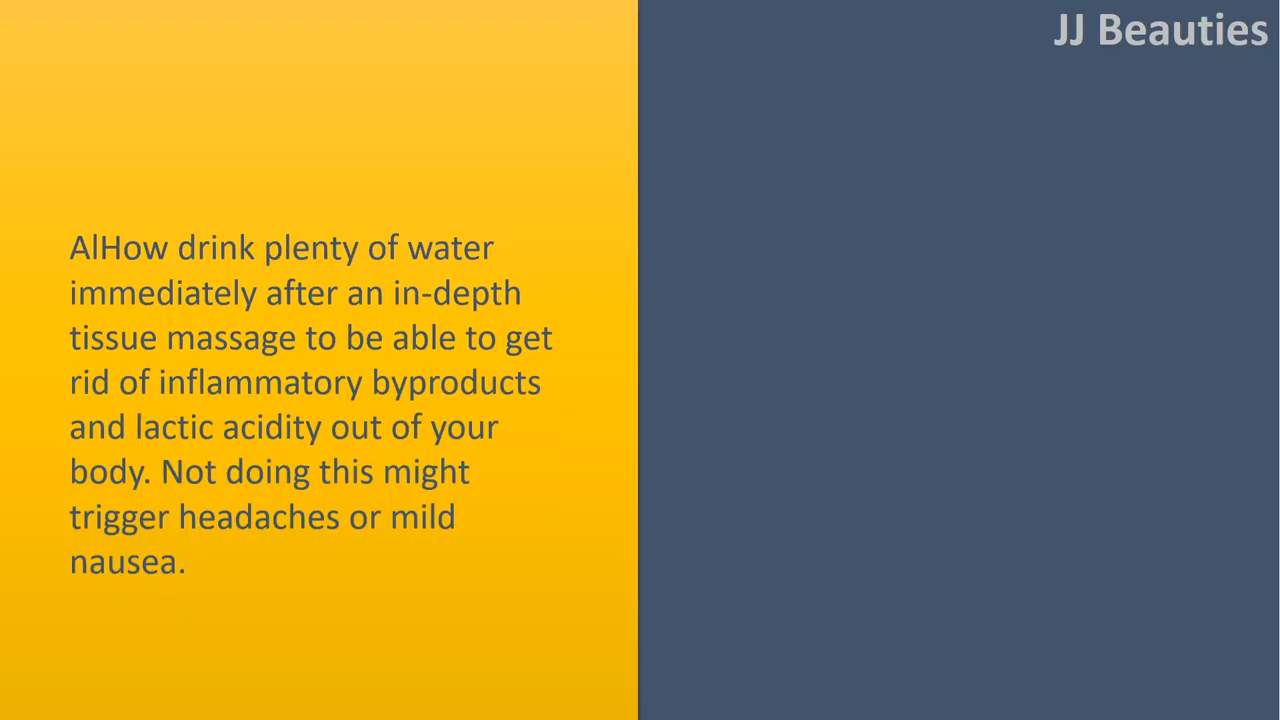 JJ Beauties
AlHow drink plenty of water
immediately after an in-depth
tissue massage to be able to get
rid of inflammatory byproducts
and lactic acidity out of your
body. Not doing this might
trigger headaches or mild
nausea.